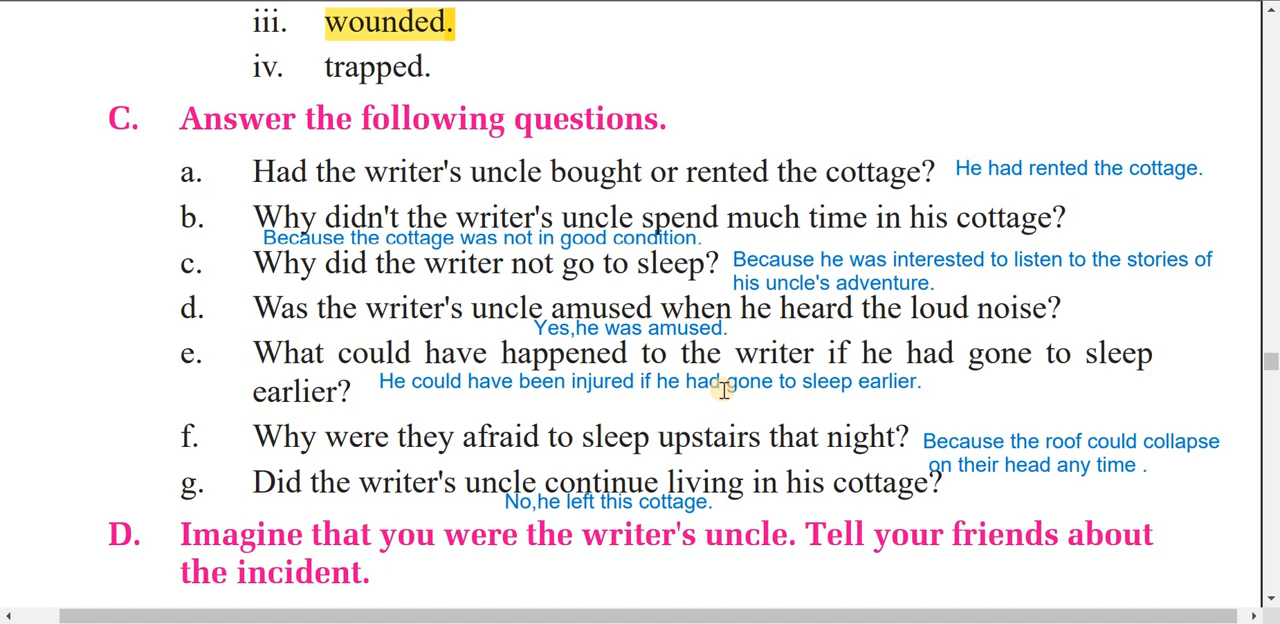 iii. wounded.
iv. trapped.
C. Answer the following questions.
a. Had the writer's uncle bought or rented the cottage? He had rented the cottage.
b. Why didn't the writer's uncle spend much time in his cottage?
Because the cottage was not in good condition.
c. Why did the writer not go to sleep? Because he was interested to listen to the stories of
his uncle's adventure.
d. Was the writer's uncle amused when he heard the loud noise?
Yes,he was amused.
e. What could have happened to the writer if he had gone to sleep
earlier? He could have been injured if he had gone to sleep earlier.
f. Why were they afraid to sleep upstairs that night? Because the roof could collapse
on their head any time .
g. Did the writer's uncle continue living in his cottage?
No,he left this cottage.
D. Imagine that you were the writer's uncle. Tell your friends about
the incident.